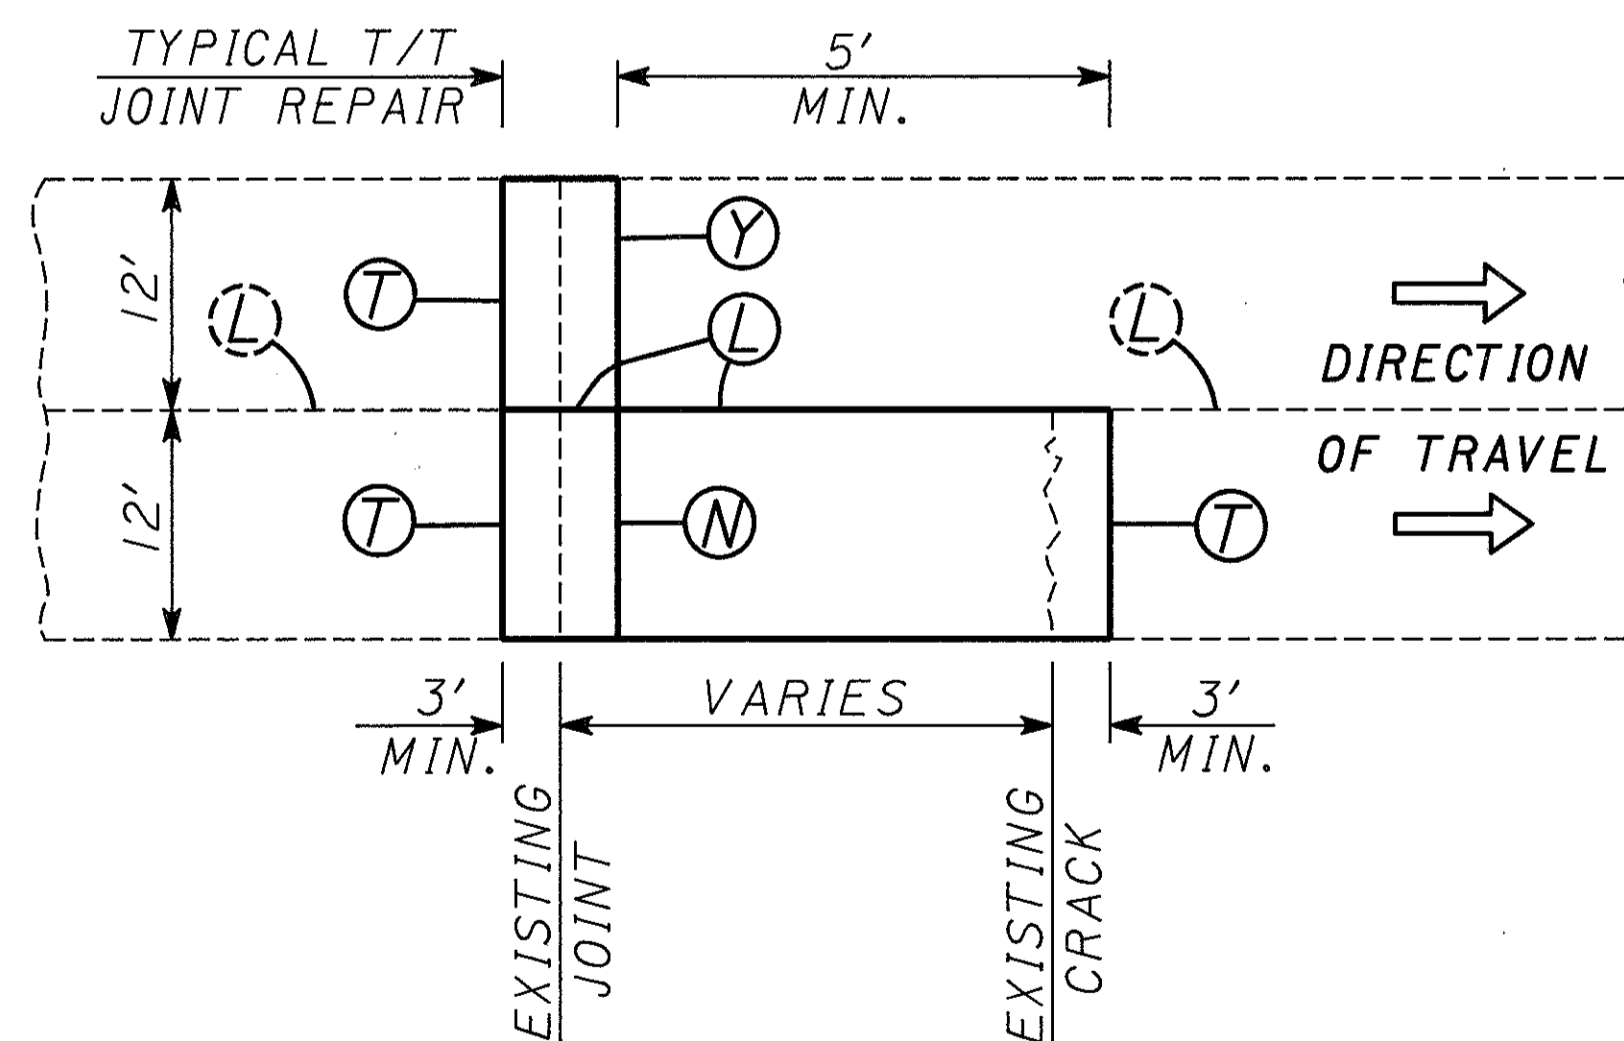 TYPICAL T/T
JOINT REPAIR
5'
MIN.
12'
L
T
Y
L
L
DIRECTION
OF TRAVEL
12'
T
N
T
3'
MIN.
VARIES
3'
MIN.
EXISTING
JOINT
EXISTING
CRACK